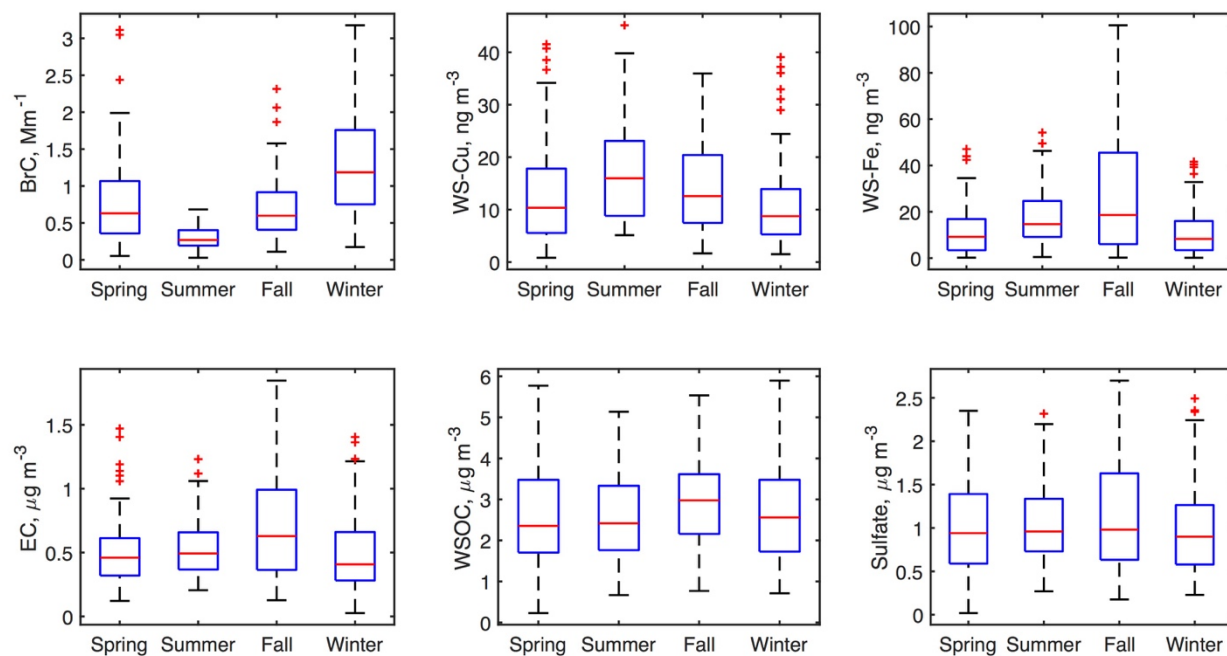 BrC, Mm⁻¹
3
2.5
2
1.5
1
0.5
0
Spring Summer Fall Winter
WS-Cu, ng m⁻³
40
30
20
10
0
Spring Summer Fall Winter
WS-Fe, ng m⁻³
100
80
60
40
20
0
Spring Summer Fall Winter
EC, μg m⁻³
1.5
1
0.5
0
Spring Summer Fall Winter
WSOC, μg m⁻³
6
5
4
3
2
1
0
Spring Summer Fall Winter
Sulfate, μg m⁻³
2.5
2
1.5
1
0.5
0
Spring Summer Fall Winter